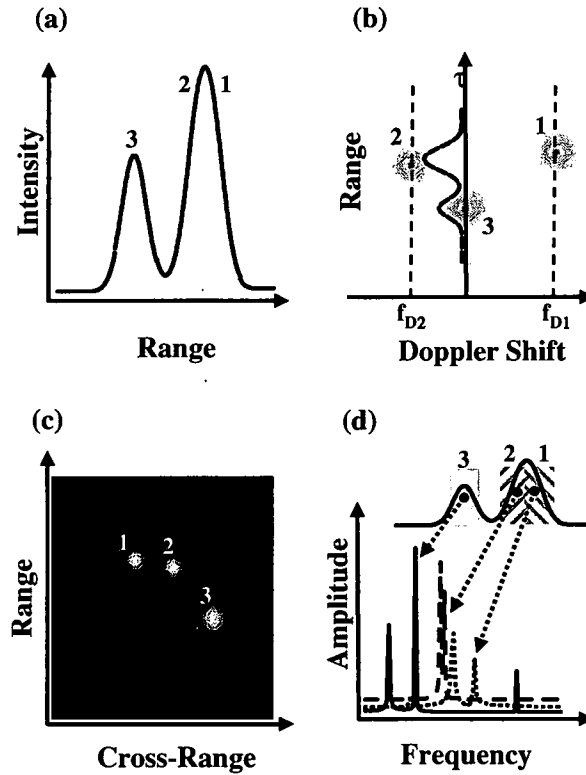 (a)
Intensity
3
2 1
Range
(b)
Range
τ
2
1
3
f_D2
f_D1
Doppler Shift
(c)
Range
1
2
3
Cross-Range
(d)
3
2
1
Amplitude
Frequency